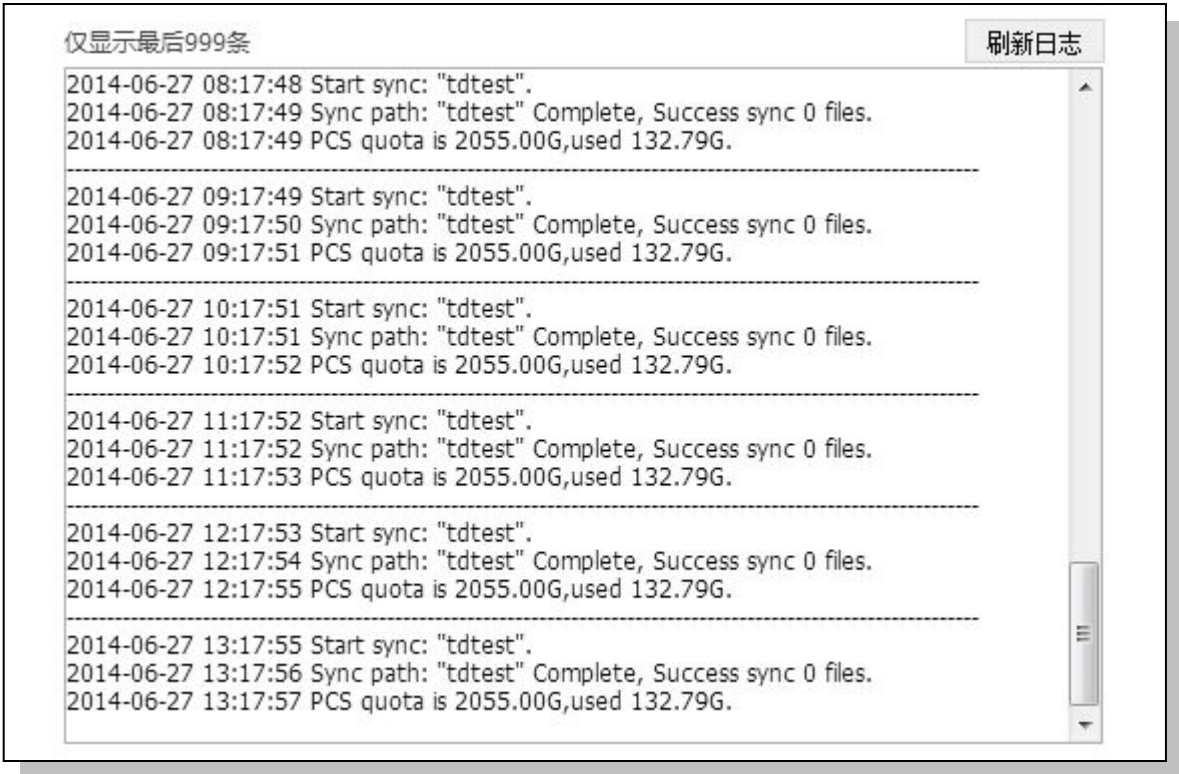 仅显示最后999条
刷新日志
2014-06-27 08:17:48 Start sync: "tdtest".
2014-06-27 08:17:49 Sync path: "tdtest" Complete, Success sync 0 files.
2014-06-27 08:17:49 PCS quota is 2055.00G,used 132.79G.
2014-06-27 09:17:49 Start sync: "tdtest".
2014-06-27 09:17:50 Sync path: "tdtest" Complete, Success sync 0 files.
2014-06-27 09:17:51 PCS quota is 2055.00G,used 132.79G.
2014-06-27 10:17:51 Start sync: "tdtest".
2014-06-27 10:17:51 Sync path: "tdtest" Complete, Success sync 0 files.
2014-06-27 10:17:52 PCS quota is 2055.00G,used 132.79G.
2014-06-27 11:17:52 Start sync: "tdtest".
2014-06-27 11:17:52 Sync path: "tdtest" Complete, Success sync 0 files.
2014-06-27 11:17:53 PCS quota is 2055.00G,used 132.79G.
2014-06-27 12:17:53 Start sync: "tdtest".
2014-06-27 12:17:54 Sync path: "tdtest" Complete, Success sync 0 files.
2014-06-27 12:17:55 PCS quota is 2055.00G,used 132.79G.
2014-06-27 13:17:55 Start sync: "tdtest".
2014-06-27 13:17:56 Sync path: "tdtest" Complete, Success sync 0 files.
2014-06-27 13:17:57 PCS quota is 2055.00G,used 132.79G.